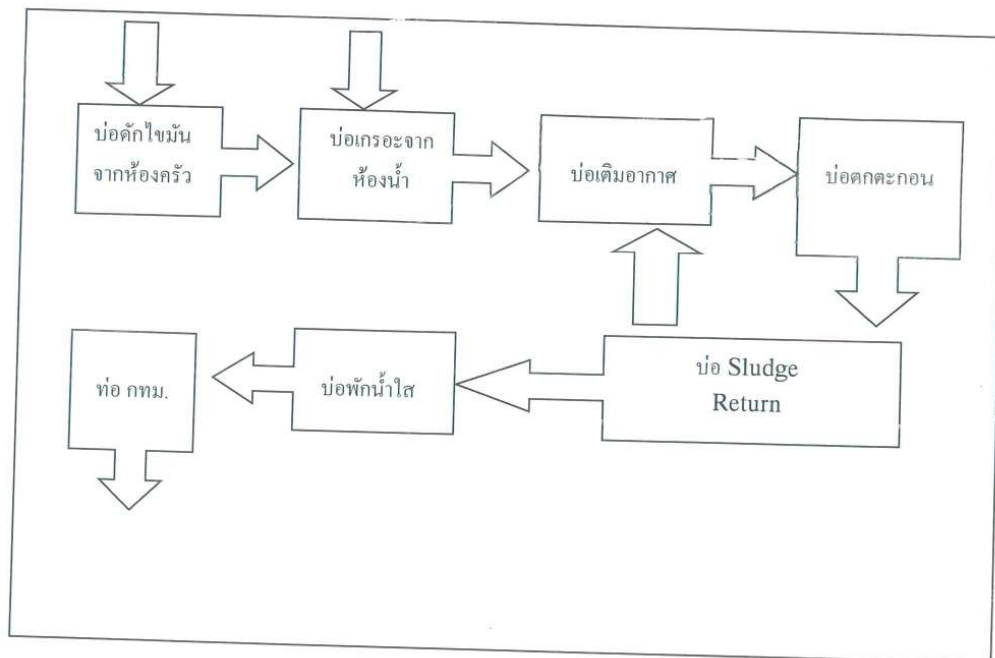 บ่อดักไขมัน
จากห้องครัว
บ่อเกรอะจาก
ห้องน้ำ
บ่อเติมอากาศ
บ่อตกตะกอน
ท่อ กทม.
บ่อพักน้ำใส
บ่อ Sludge
Return